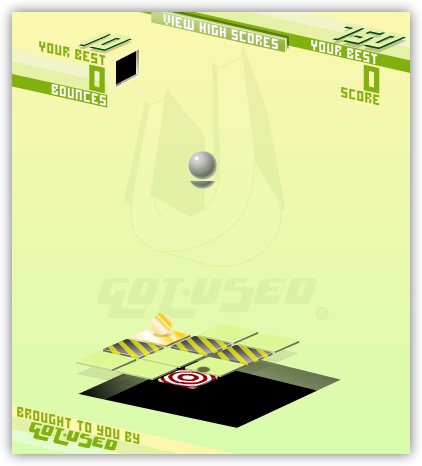 10
YOUR BEST
0
BOUNCES
VIEW HIGH SCORES
750
YOUR BEST
0
SCORE
GOT-USED
®
BROUGHT TO YOU BY
GOT-USED